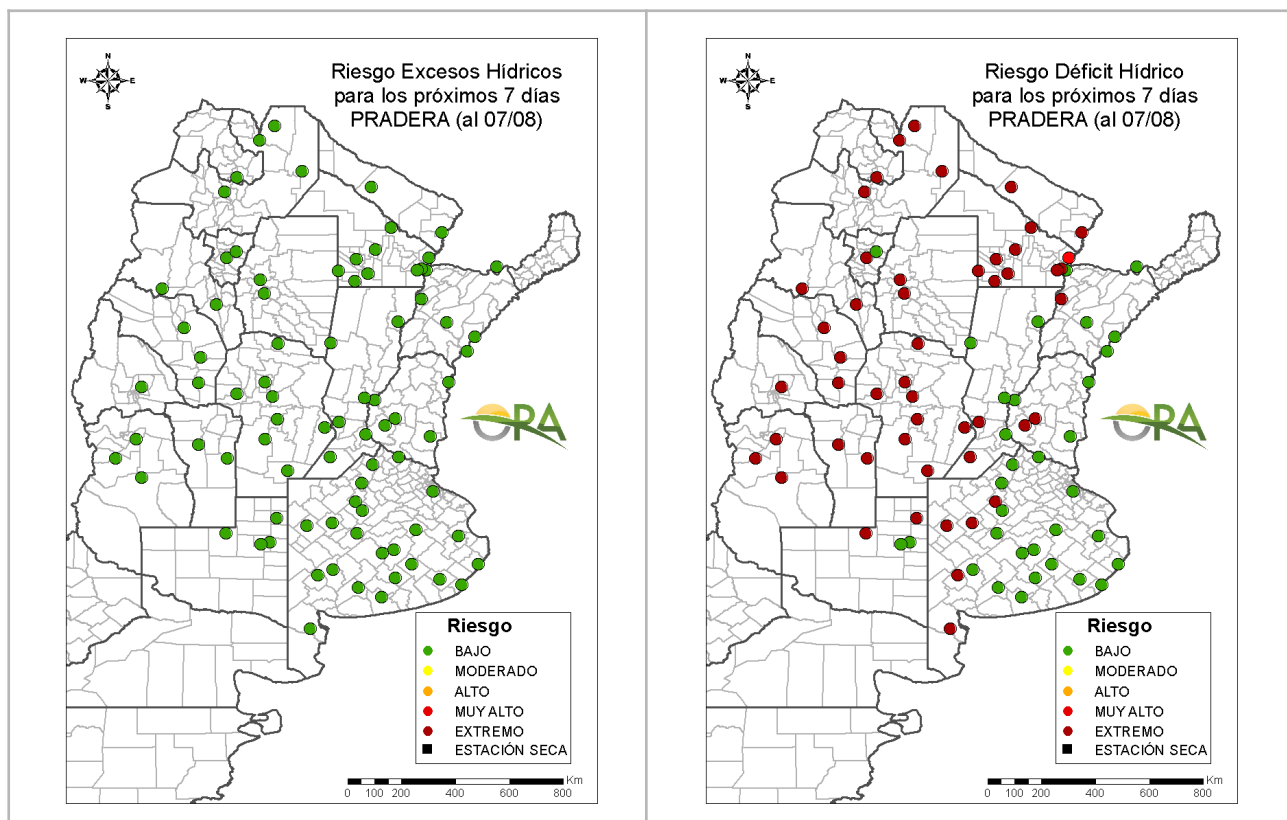 N
W E
S
Riesgo Excesos Hídricos
para los próximos 7 días
PRADERA (al 07/08)
ORA
Riesgo
BAJO
MODERADO
ALTO
MUY ALTO
EXTREMO
ESTACIÓN SECA
Km
0 100 200 400 600 800
N
W E
S
Riesgo Déficit Hídrico
para los próximos 7 días
PRADERA (al 07/08)
ORA
Riesgo
BAJO
MODERADO
ALTO
MUY ALTO
EXTREMO
ESTACIÓN SECA
Km
0 100 200 400 600 800